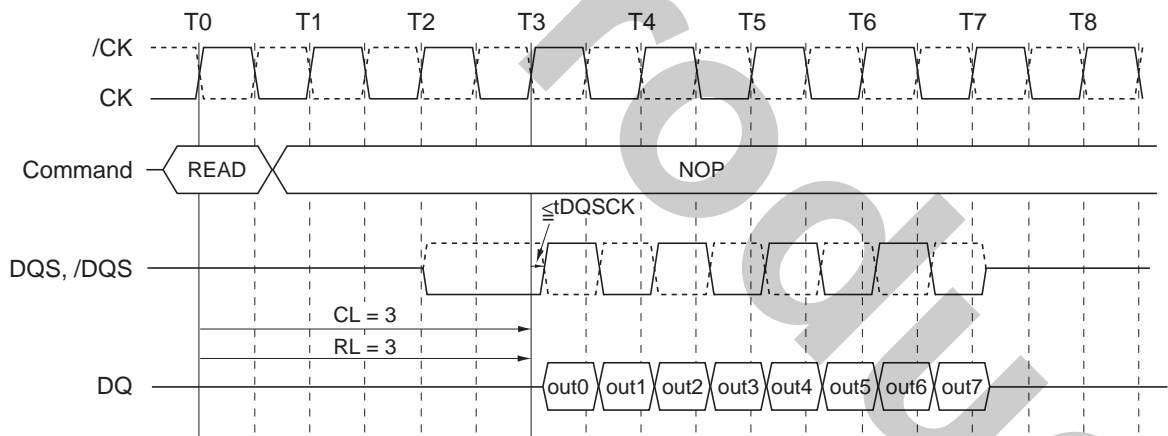 T0 T1 T2 T3 T4 T5 T6 T7 T8
/CK
CK
Command READ NOP
≦tDQSCK
DQS, /DQS
CL = 3
RL = 3
DQ out0 out1 out2 out3 out4 out5 out6 out7